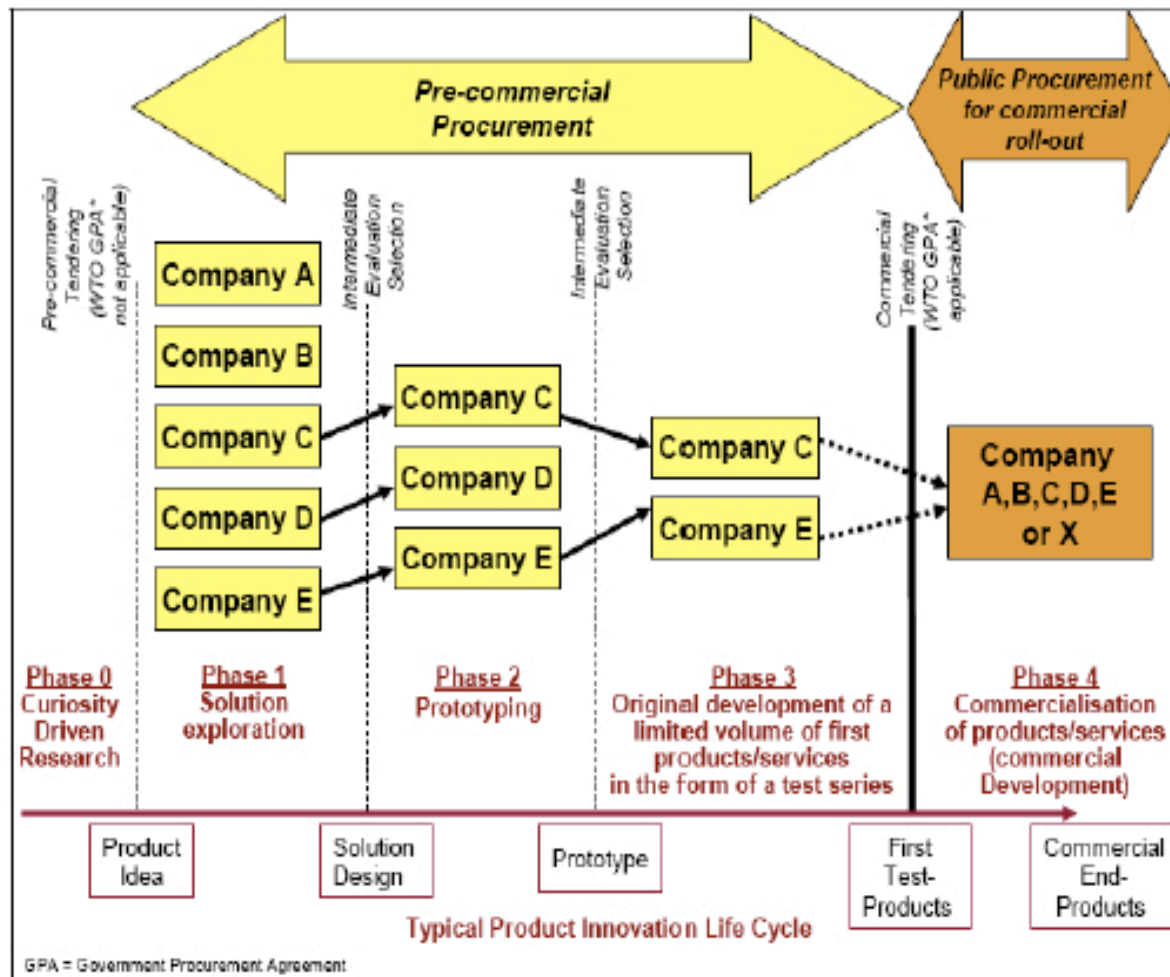 Pre-commercial
Procurement
Public Procurement
for commercial
roll-out
Pre-commercial
Tendering
(WTO GPA*
not applicable)
Intermediate
Evaluation
Selection
Intermediate
Evaluation
Selection
Commercial
Tendering
(WTO GPA*
applicable)
Company A
Company B
Company C
Company D
Company E
Company C
Company D
Company E
Company C
Company E
Company
A,B,C,D,E
or X
Phase 0
Curiosity
Driven
Research
Phase 1
Solution
exploration
Phase 2
Prototyping
Phase 3
Original development of a
limited volume of first
products/services
in the form of a test series
Phase 4
Commercialisation
of products/services
(commercial
Development)
Product
Idea
Solution
Design
Prototype
First
Test-
Products
Commercial
End-
Products
Typical Product Innovation Life Cycle
GPA = Government Procurement Agreement